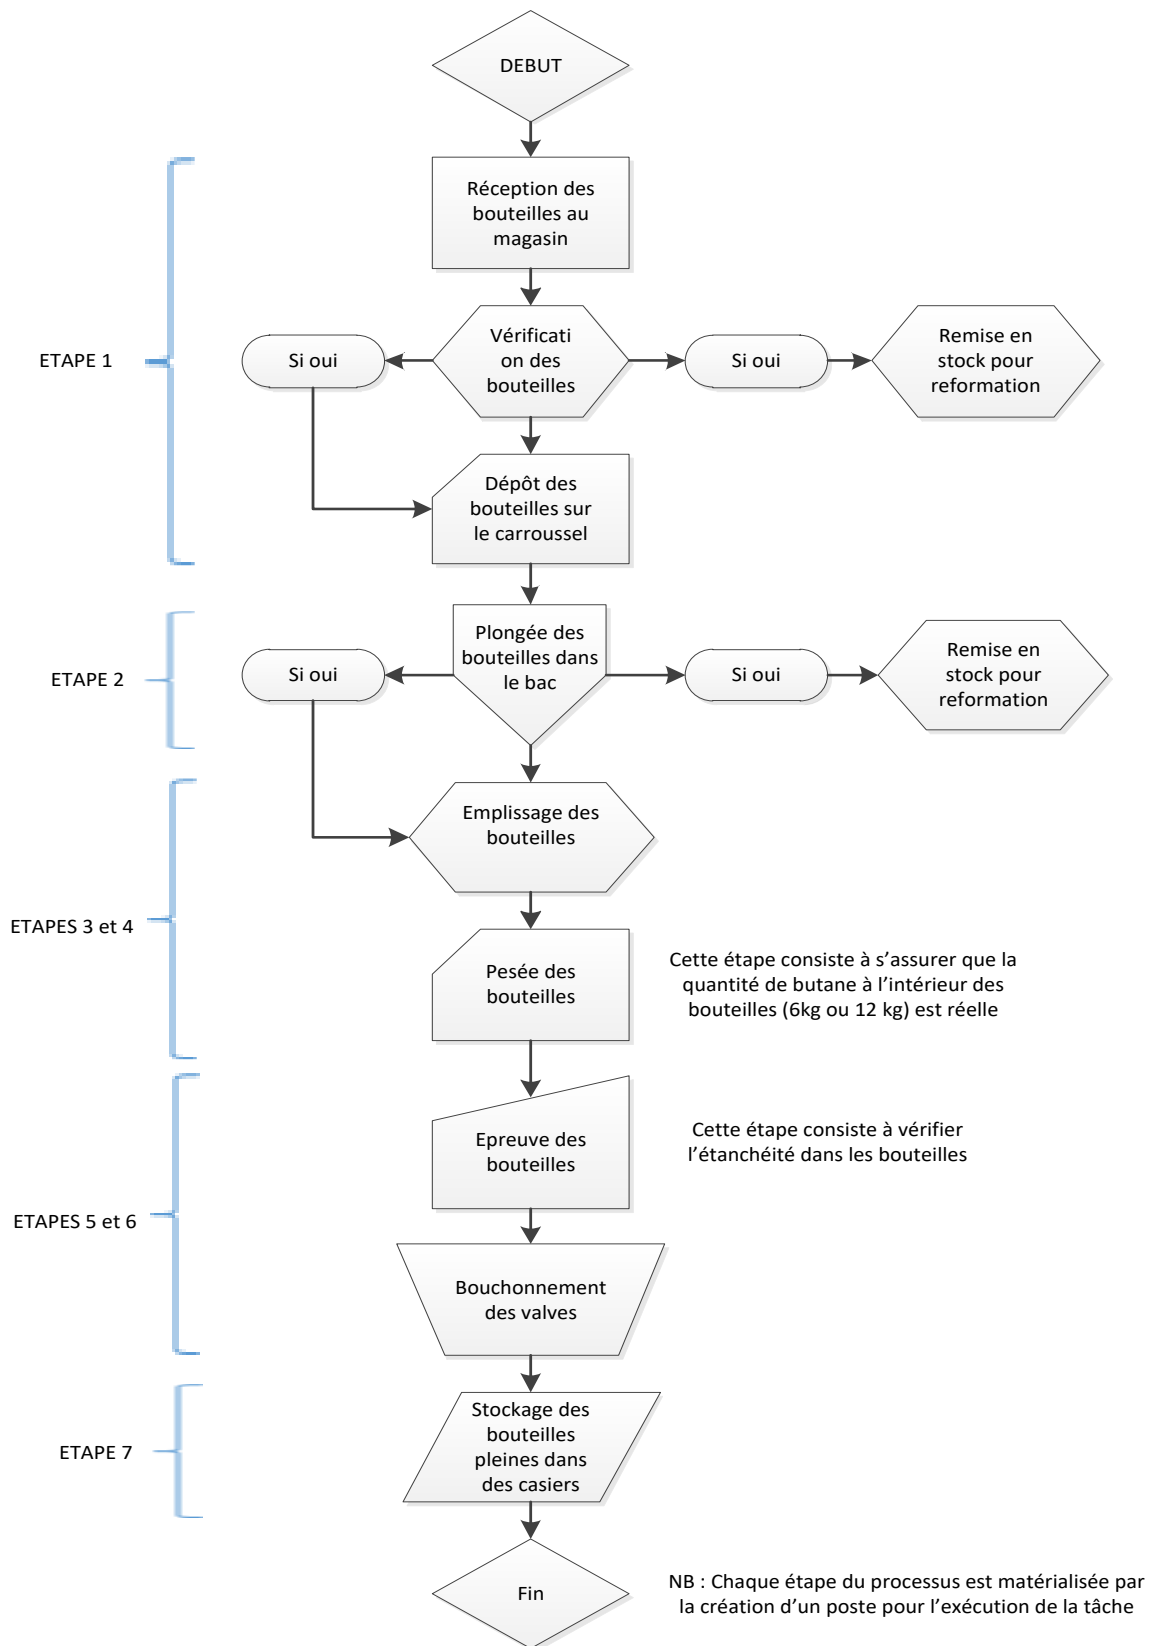 DEBUT
Réception des
bouteilles au
magasin
ETAPE 1
Si oui
Vérificati
on des
bouteilles
Si oui
Remise en
stock pour
reformation
Dépôt des
bouteilles sur
le carroussel
ETAPE 2
Si oui
Plongée des
bouteilles dans
le bac
Si oui
Remise en
stock pour
reformation
Emplissage des
bouteilles
ETAPES 3 et 4
Pesée des
bouteilles
Cette étape consiste à s’assurer que la
quantité de butane à l’intérieur des
bouteilles (6kg ou 12 kg) est réelle
Epreuve des
bouteilles
Cette étape consiste à vérifier
l’étanchéité dans les bouteilles
ETAPES 5 et 6
Bouchonnement
des valves
ETAPE 7
Stockage des
bouteilles
pleines dans
des casiers
Fin
NB : Chaque étape du processus est matérialisée par
la création d’un poste pour l’exécution de la tâche